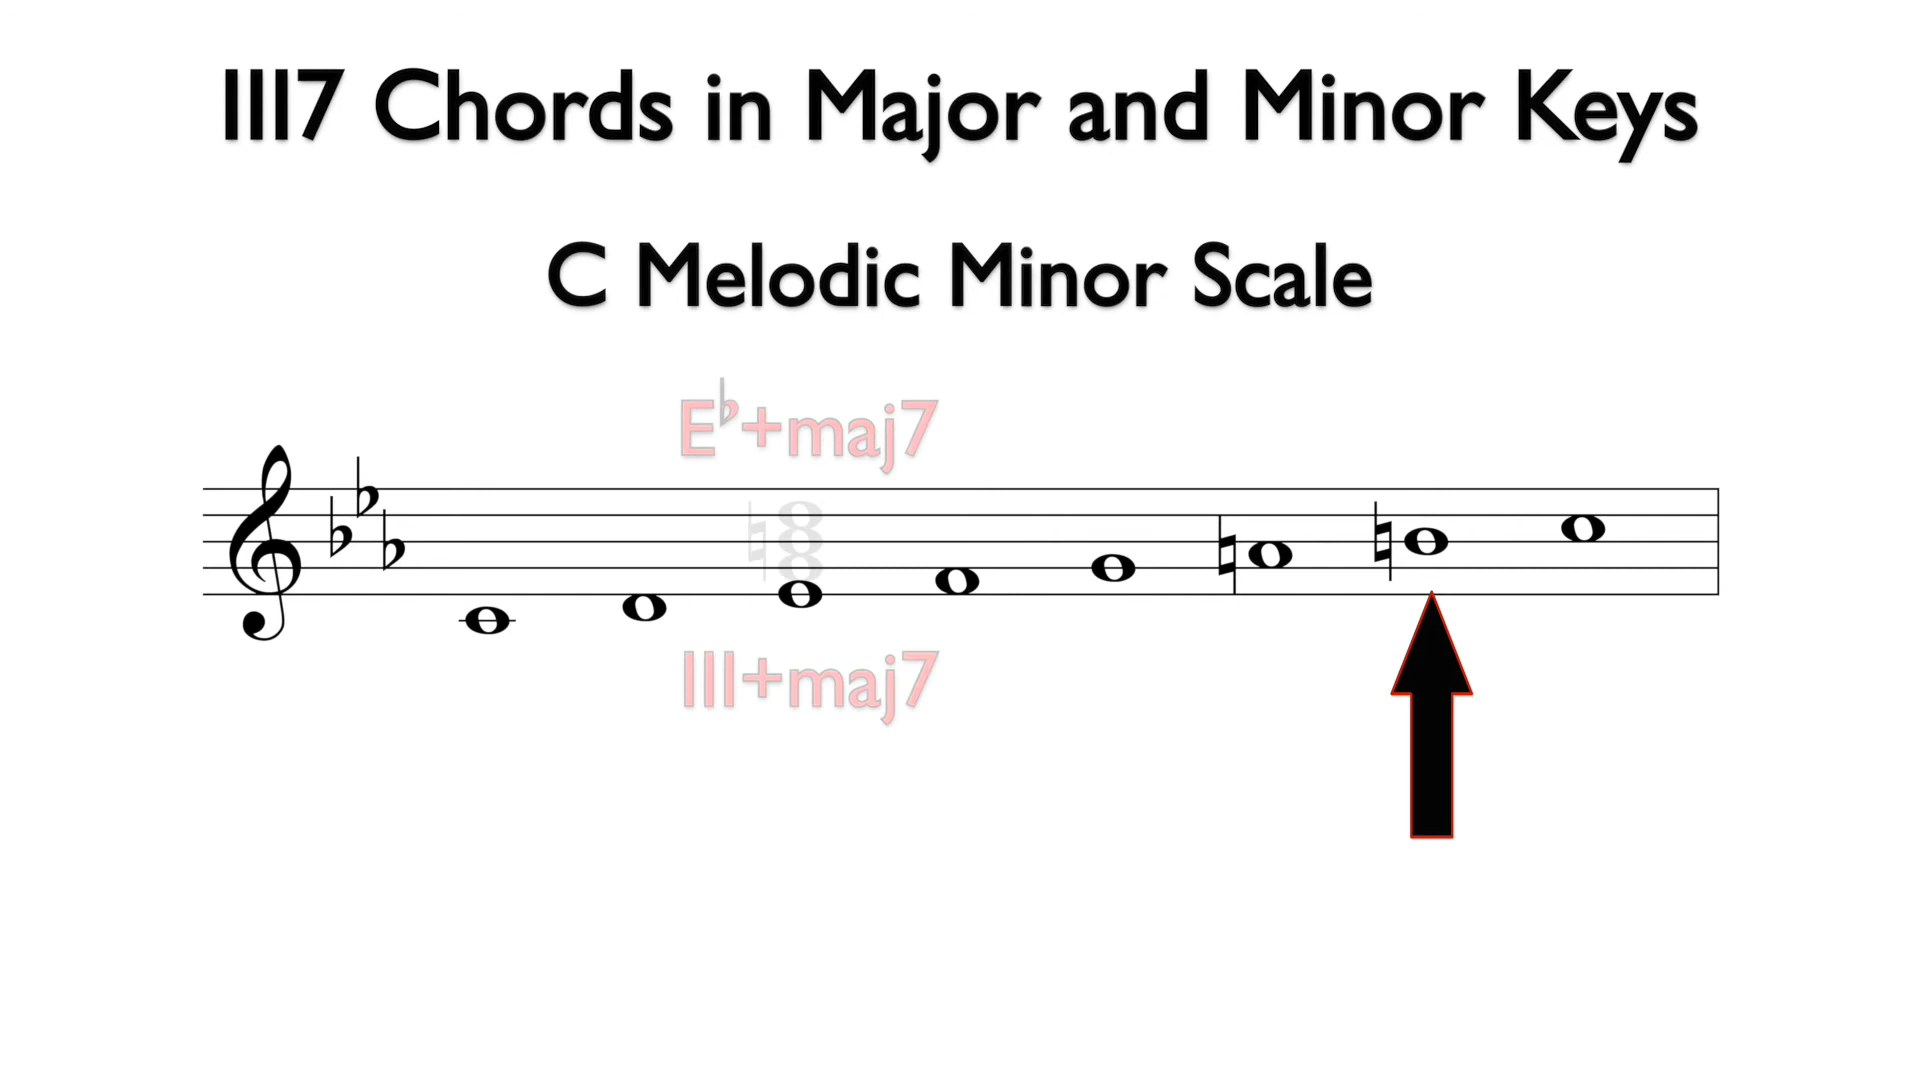 III7 Chords in Major and Minor Keys
C Melodic Minor Scale
E♭+maj7
III+maj7